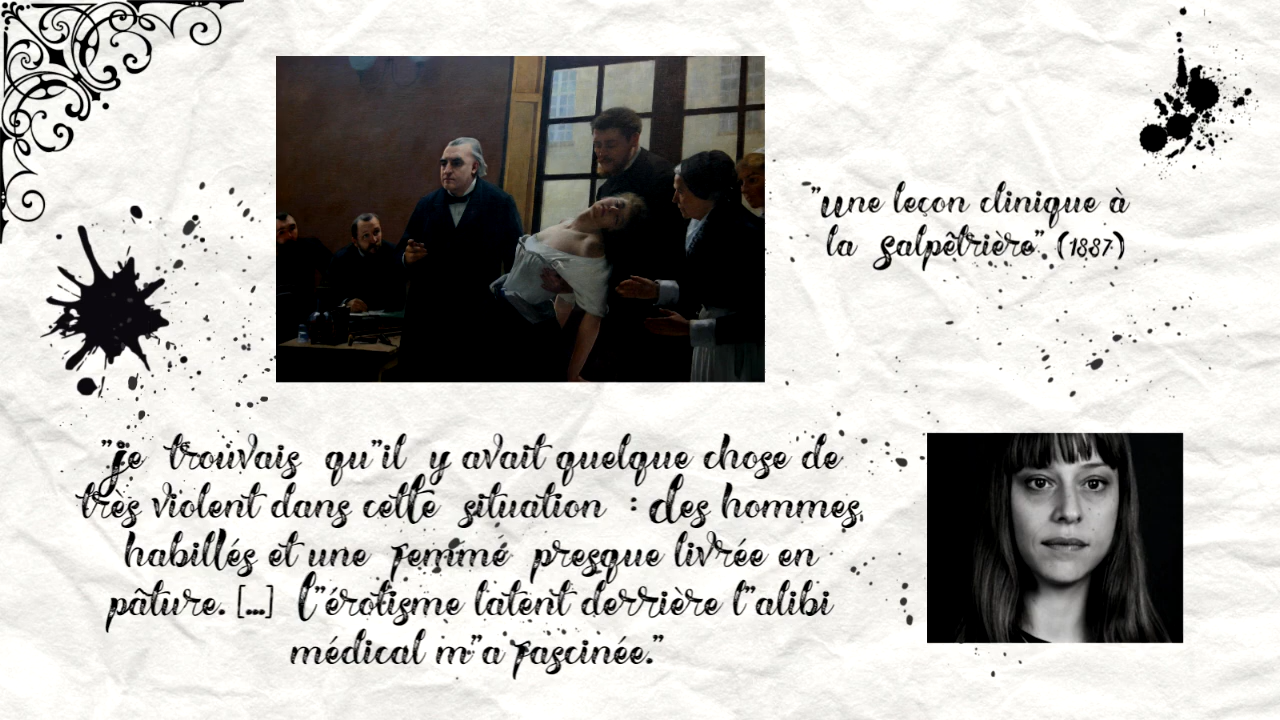 "une leçon clinique à
la salpêtrière" (1887)
"je trouvais qu"il y avait quelque chose de
très violent dans cette situation : des hommes
habillés et une femme presque livrée en
pâture. [...] l"érotisme latent derrière l"alibi
médical m"a fascinée."